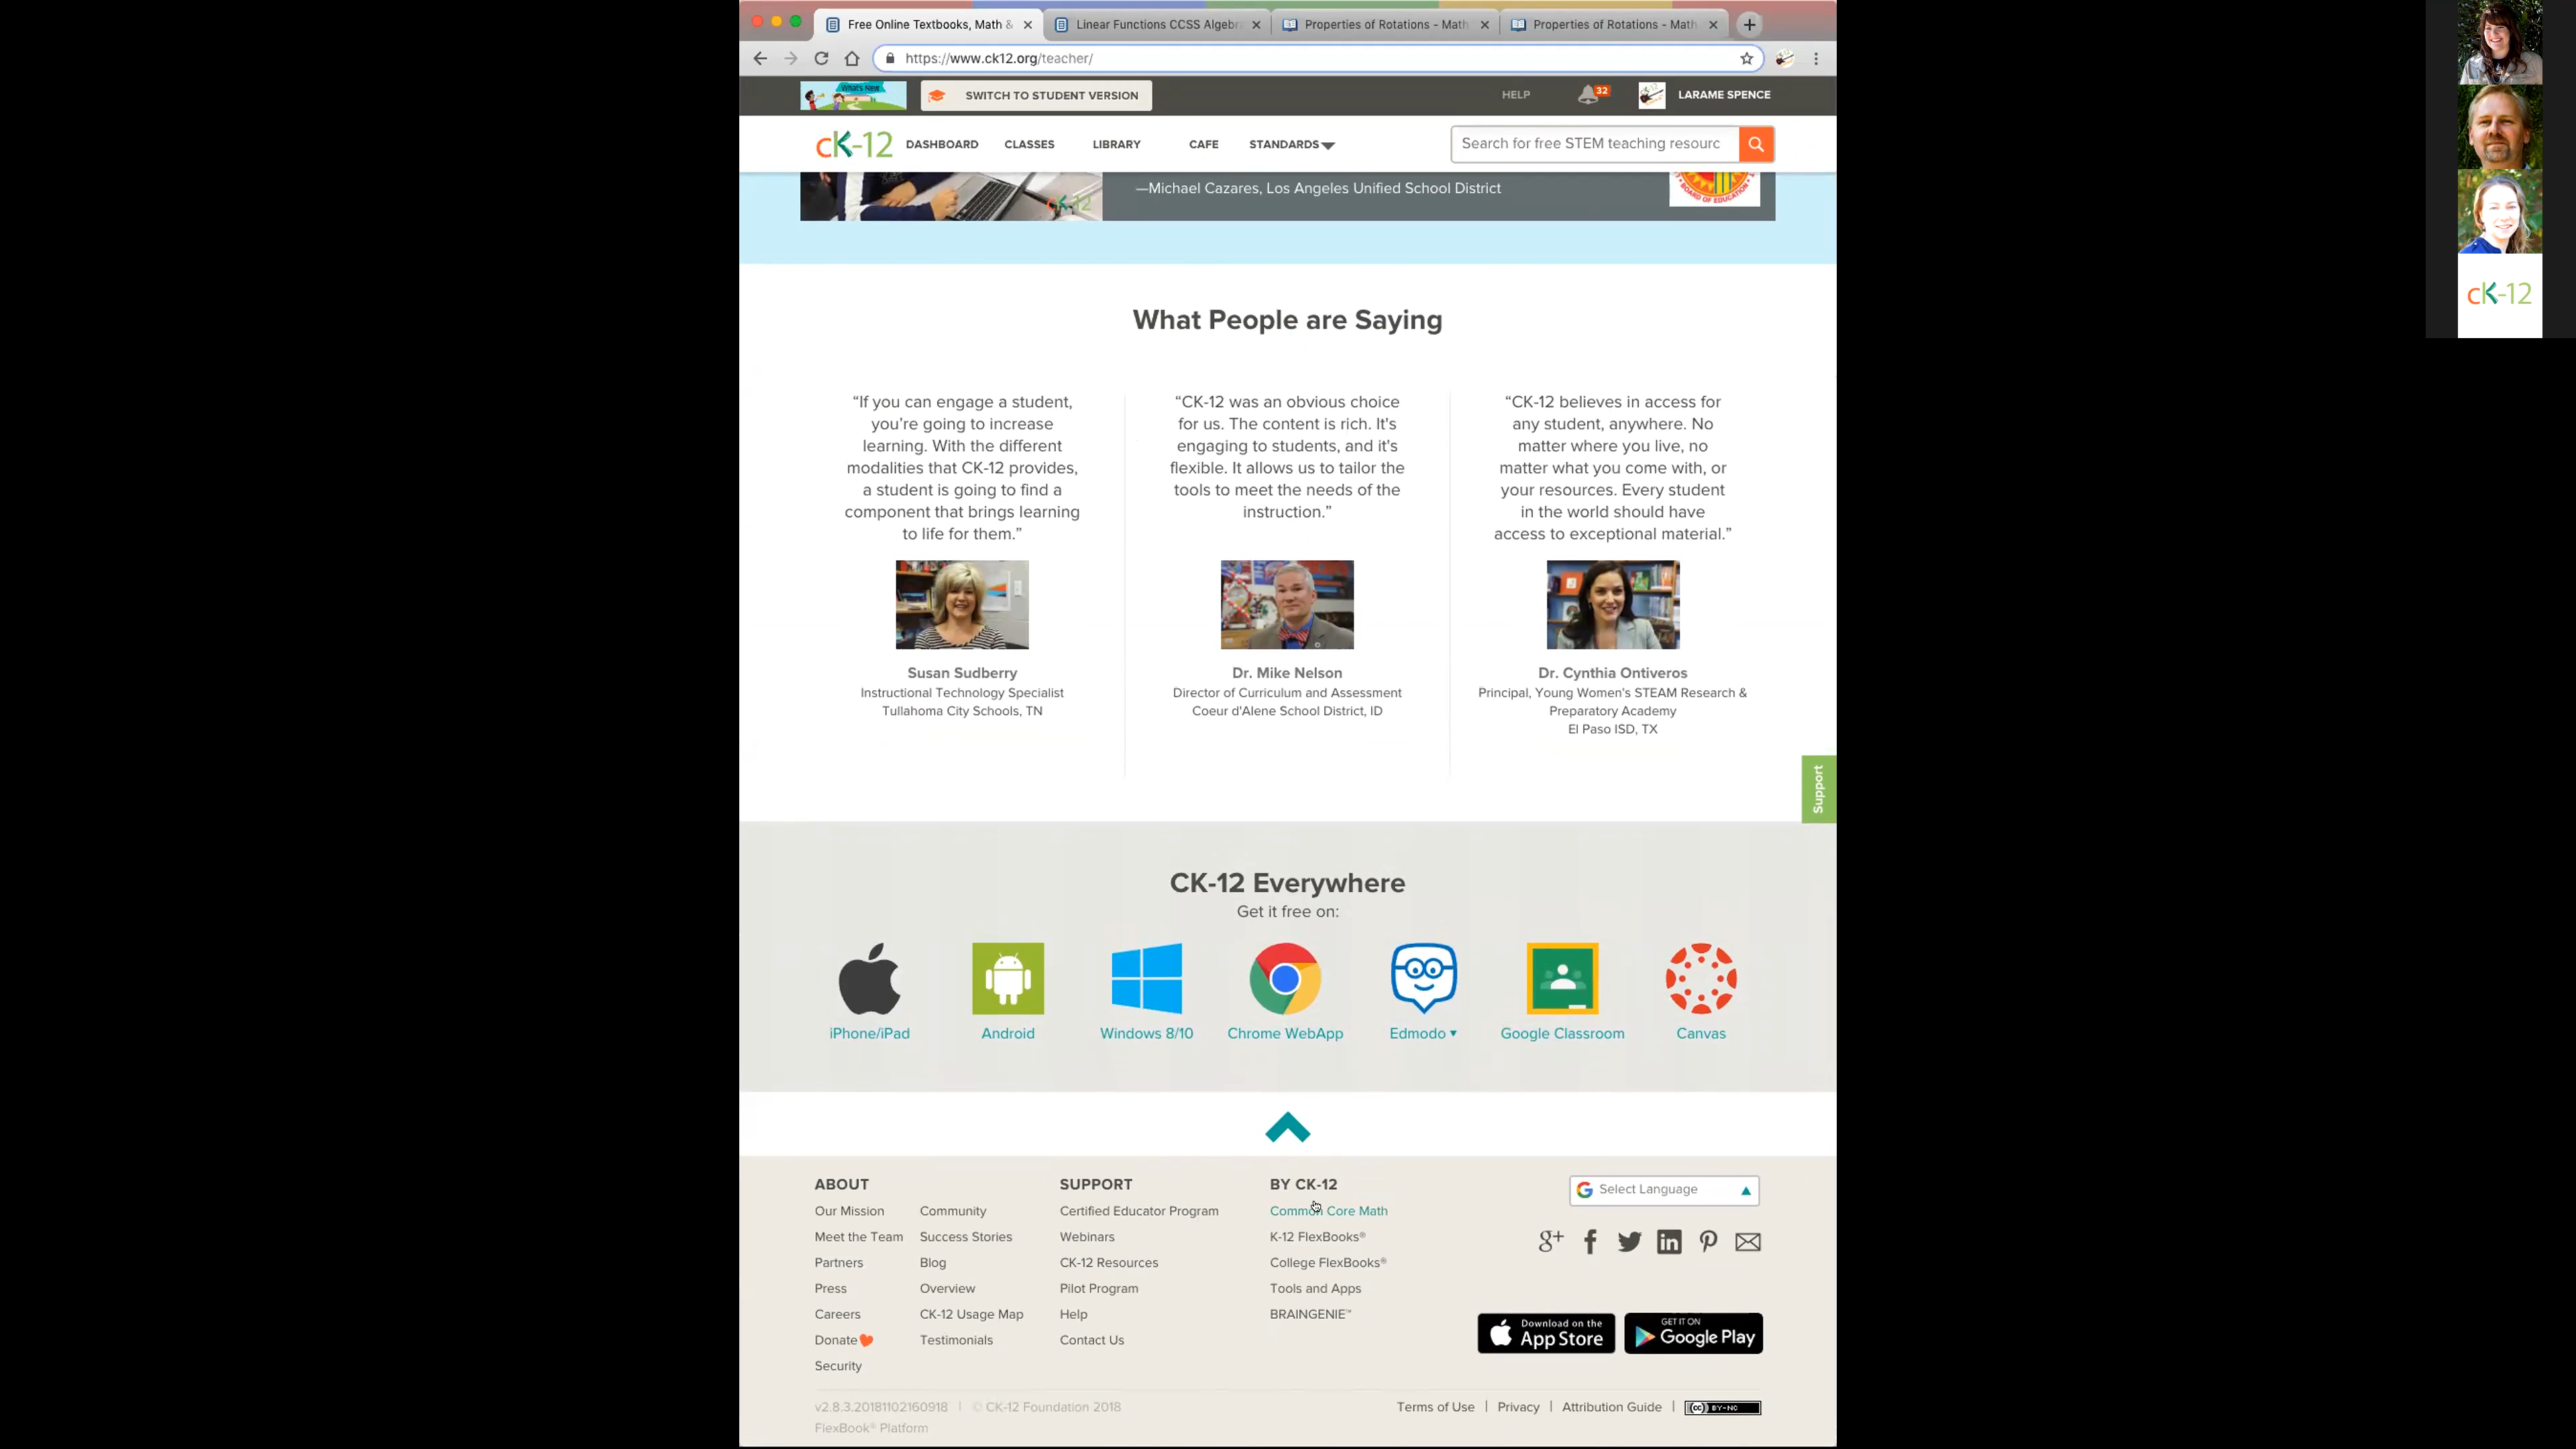 Free Online Textbooks, Math &
Linear Functions CCSS Algebr
Properties of Rotations - Math
Properties of Rotations - Math
https://www.ck12.org/teacher/
What's New
SWITCH TO STUDENT VERSION
HELP
32
LARAME SPENCE
cK-12
DASHBOARD
CLASSES
LIBRARY
CAFE
STANDARDS
Search for free STEM teaching resourc
cK-12
—Michael Cazares, Los Angeles Unified School District
BOARD OF EDUCATION
What People are Saying
“If you can engage a student,
you’re going to increase
learning. With the different
modalities that CK-12 provides,
a student is going to find a
component that brings learning
to life for them.”
Susan Sudberry
Instructional Technology Specialist
Tullahoma City Schools, TN
“CK-12 was an obvious choice
for us. The content is rich. It's
engaging to students, and it's
flexible. It allows us to tailor the
tools to meet the needs of the
instruction.”
Dr. Mike Nelson
Director of Curriculum and Assessment
Coeur d'Alene School District, ID
“CK-12 believes in access for
any student, anywhere. No
matter where you live, no
matter what you come with, or
your resources. Every student
in the world should have
access to exceptional material.”
Dr. Cynthia Ontiveros
Principal, Young Women's STEAM Research &
Preparatory Academy
El Paso ISD, TX
Support
CK-12 Everywhere
Get it free on:
iPhone/iPad
Android
Windows 8/10
Chrome WebApp
Edmodo ▾
Google Classroom
Canvas
ABOUT
Our Mission
Meet the Team
Partners
Press
Careers
Donate
Security
Community
Success Stories
Blog
Overview
CK-12 Usage Map
Testimonials
SUPPORT
Certified Educator Program
Webinars
CK-12 Resources
Pilot Program
Help
Contact Us
BY CK-12
Common Core Math
K-12 FlexBooks®
College FlexBooks®
Tools and Apps
BRAINGENIE™
Select Language
Download on the
App Store
GET IT ON
Google Play
v2.8.3.20181102160918 | © CK-12 Foundation 2018
FlexBook® Platform
Terms of Use | Privacy | Attribution Guide |
cc BY-NC
cK-12